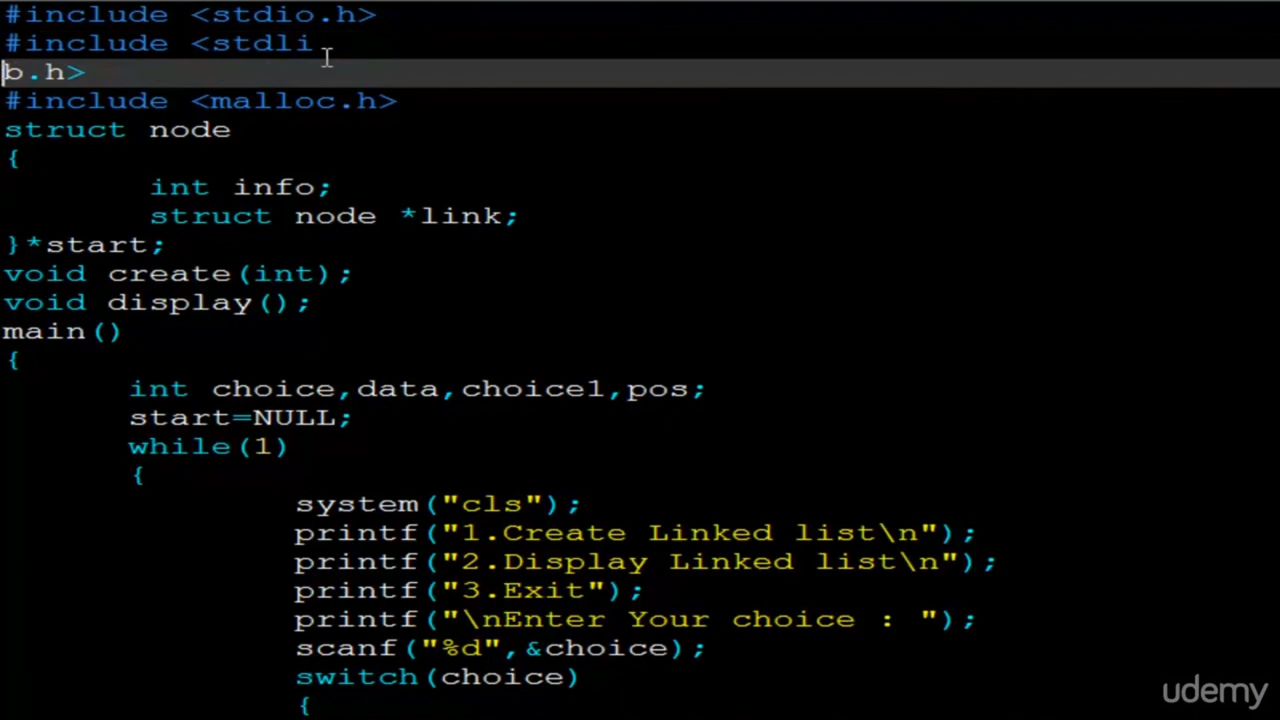 #include <stdio.h>
#include <stdli
b.h>
#include <malloc.h>
struct node
{
int info;
struct node *link;
}*start;
void create(int);
void display();
main()
{
int choice,data,choice1,pos;
start=NULL;
while(1)
{
system("cls");
printf("1.Create Linked list\n");
printf("2.Display Linked list\n");
printf("3.Exit");
printf("\nEnter Your choice : ");
scanf("%d",&choice);
switch(choice)
{
udemy